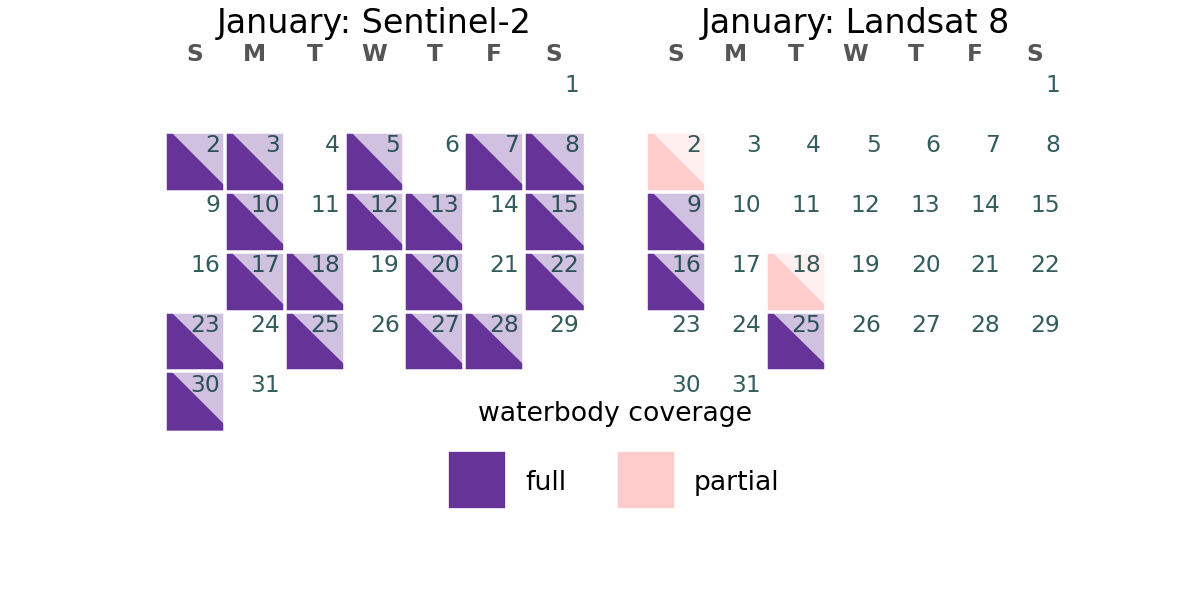 January: Sentinel-2
S M T W T F S
1
2 3 4 5 6 7 8
9 10 11 12 13 14 15
16 17 18 19 20 21 22
23 24 25 26 27 28 29
30 31
January: Landsat 8
S M T W T F S
1
2 3 4 5 6 7 8
9 10 11 12 13 14 15
16 17 18 19 20 21 22
23 24 25 26 27 28 29
30 31
waterbody coverage
full
partial